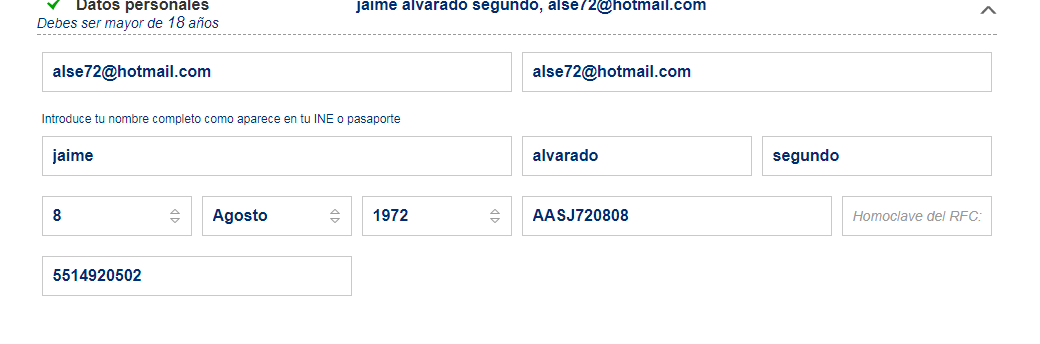 Datos personales jaime alvarado segundo, alse72@hotmail.com
Debes ser mayor de 18 años
alse72@hotmail.com alse72@hotmail.com
Introduce tu nombre completo como aparece en tu INE o pasaporte
jaime alvarado segundo
8 Agosto 1972 AASJ720808 Homoclave del RFC:
5514920502